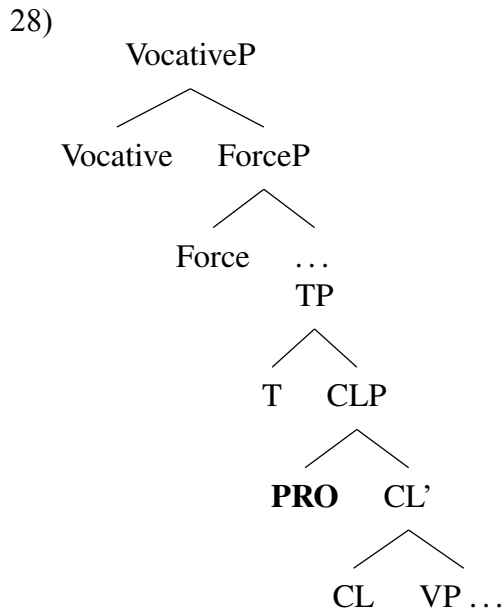 28)
VocativeP
Vocative ForceP
Force ...
TP
T CLP
PRO CL'
CL VP ...